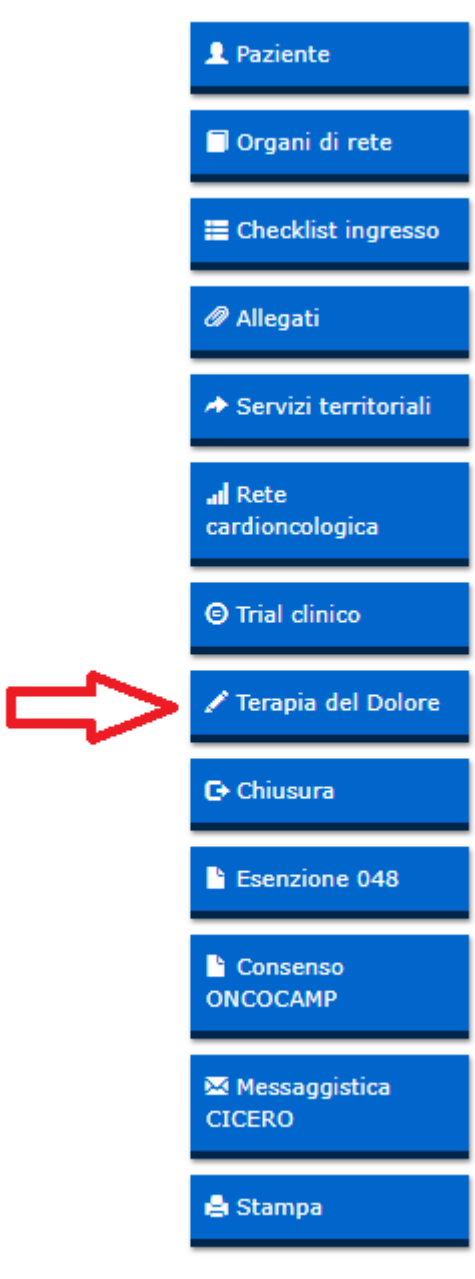 Paziente
Organi di rete
Checklist ingresso
Allegati
Servizi territoriali
Rete
cardioncologica
Trial clinico
Terapia del Dolore
Chiusura
Esenzione 048
Consenso
ONCOCAMP
Messaggistica
CICERO
Stampa